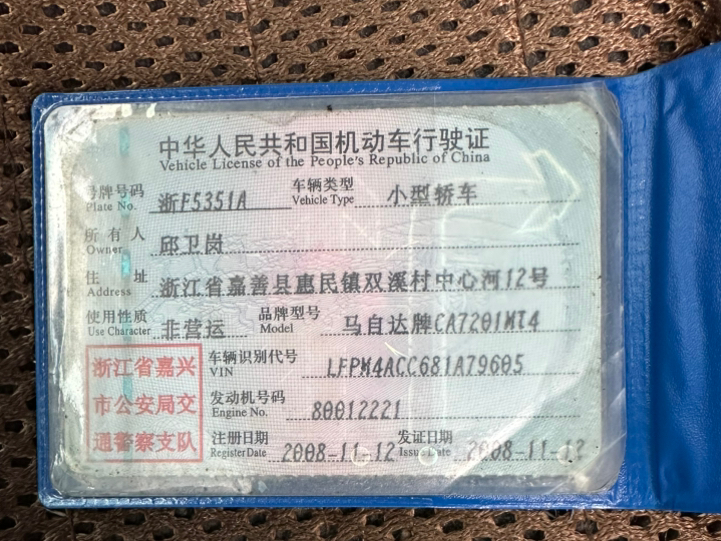 中华人民共和国机动车行驶证
Vehicle License of the People's Republic of China
号牌号码 浙F5351A 车辆类型 小型轿车
Plate No. Vehicle Type
所有人 邱卫岗
Owner
住址 浙江省嘉善县惠民镇双溪村中心河12号
Address
使用性质 非营运 品牌型号 马自达牌CA7201MT4
Use Character Model
浙江省嘉兴
市公安局交
通警察支队
车辆识别代号 LFPM4ACC681A79605
VIN
发动机号码 80012221
Engine No.
注册日期 2008-11-12 发证日期 2008-11-12
Register Date Issue Date